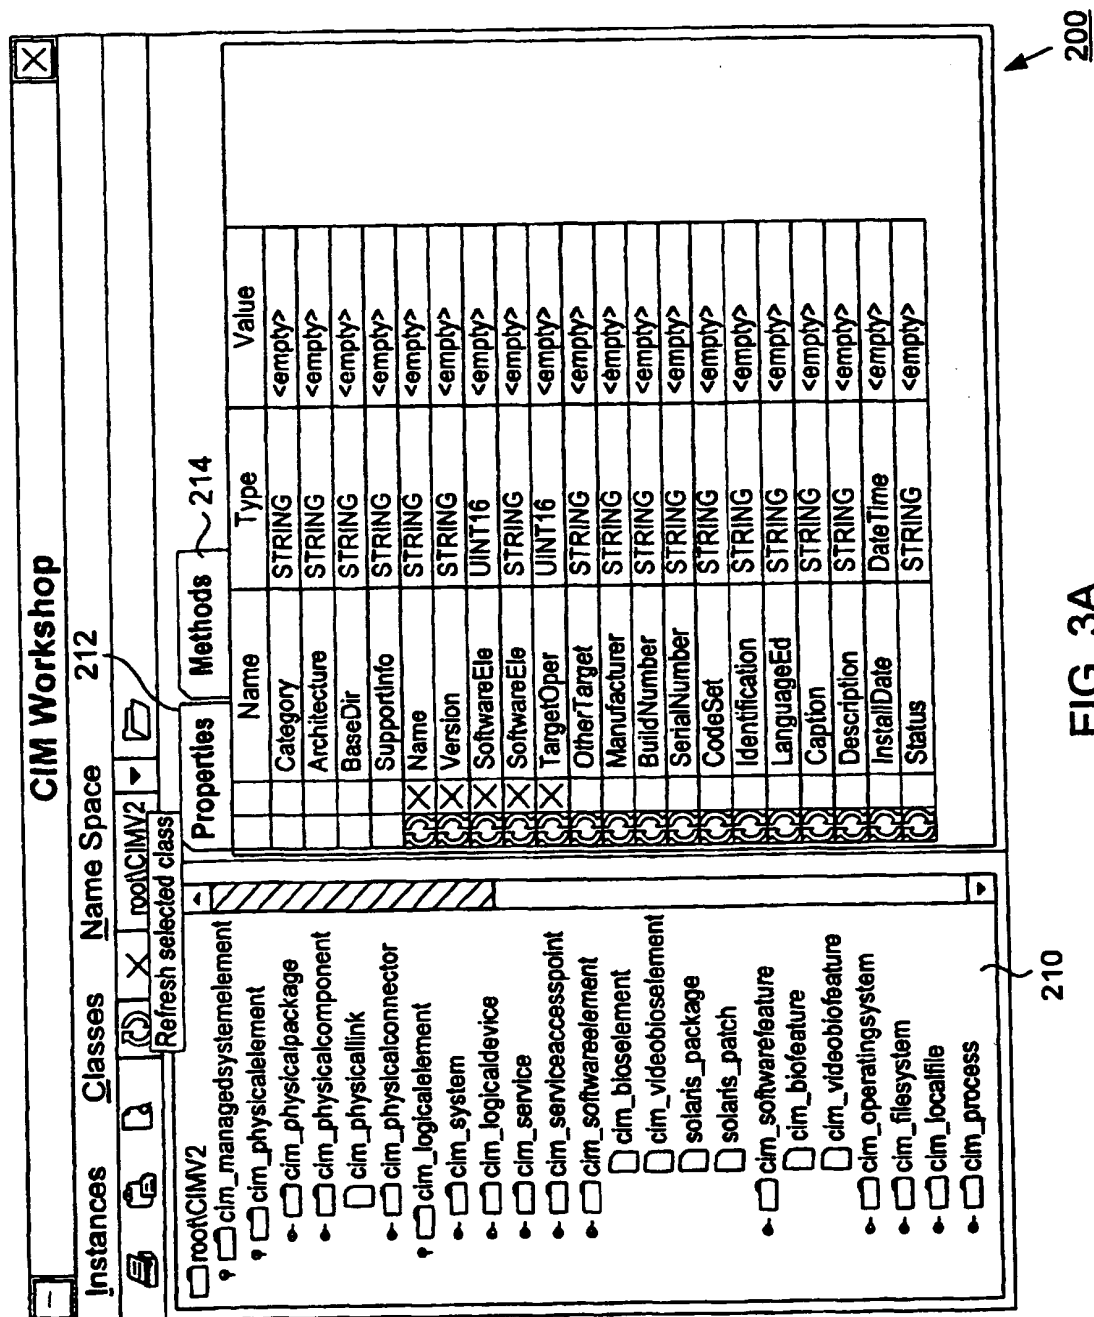 CIM Workshop
Instances Classes Name Space
root\CIMV2
Refresh selected class
212
Properties Methods
214
root\CIMV2
cim_managedsystemelement
cim_physicalelement
cim_physicalpackage
cim_physicalcomponent
cim_physicallink
cim_physicalconnector
cim_logicalelement
cim_system
cim_logicaldevice
cim_service
cim_serviceaccesspoint
cim_softwareelement
cim_bioselement
cim_videobioselement
solaris_package
solaris_patch
cim_softwarefeature
cim_biofeature
cim_videobiofeature
cim_operatingsystem
cim_filesystem
cim_localfile
cim_process
210
Name Type Value
Category STRING <empty>
Architecture STRING <empty>
BaseDir STRING <empty>
SupportInfo STRING <empty>
Name STRING <empty>
Version STRING <empty>
SoftwareEle UINT16 <empty>
SoftwareEle STRING <empty>
TargetOper UINT16 <empty>
OtherTarget STRING <empty>
Manufacturer STRING <empty>
BuildNumber STRING <empty>
SerialNumber STRING <empty>
CodeSet STRING <empty>
Identification STRING <empty>
LanguageEd STRING <empty>
Caption STRING <empty>
Description STRING <empty>
InstallDate DateTime <empty>
Status STRING <empty>
200
FIG. 3A